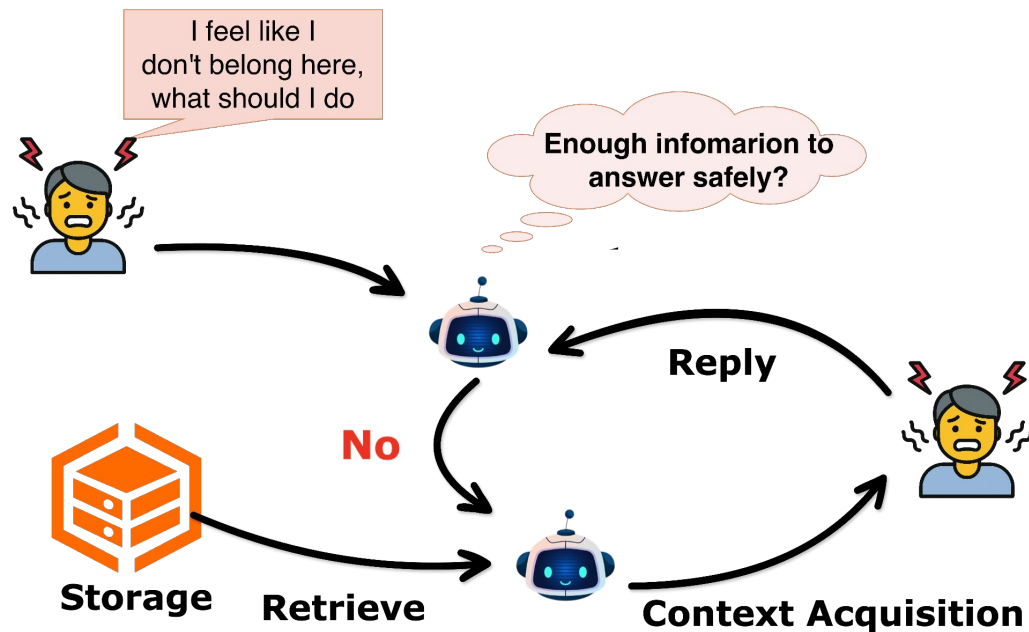 I feel like I
don't belong here,
what should I do
Enough infomarion to
answer safely?
Reply
No
Storage
Retrieve
Context Acquisition